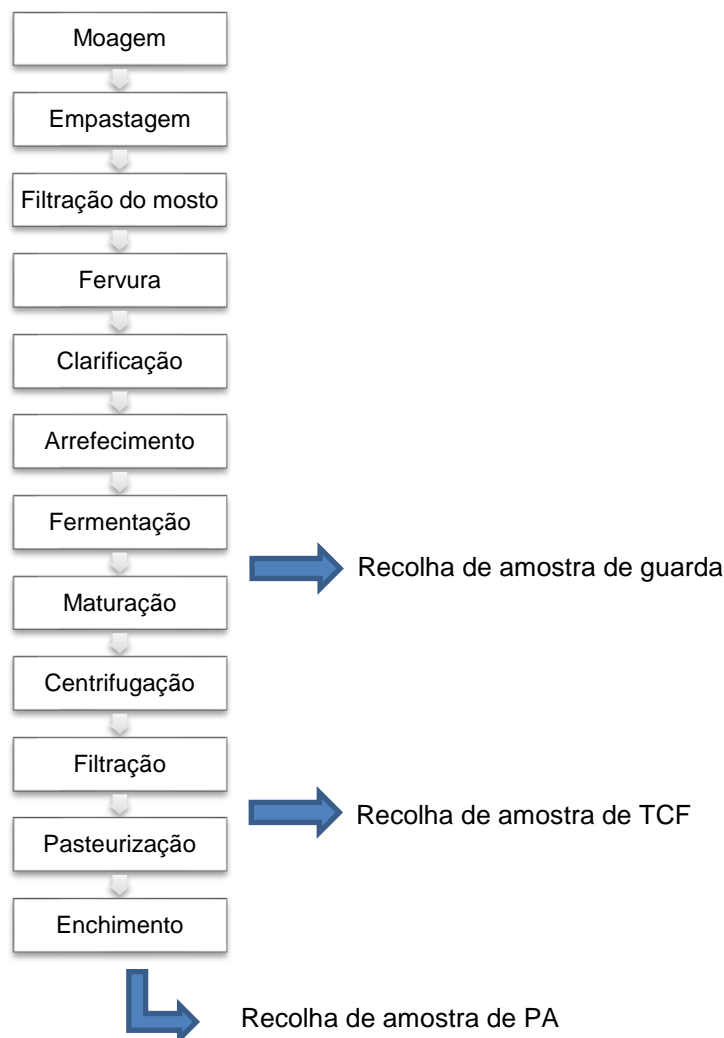 Moagem
Empastagem
Filtração do mosto
Fervura
Clarificação
Arrefecimento
Fermentação
Recolha de amostra de guarda
Maturação
Centrifugação
Filtração
Recolha de amostra de TCF
Pasteurização
Enchimento
Recolha de amostra de PA